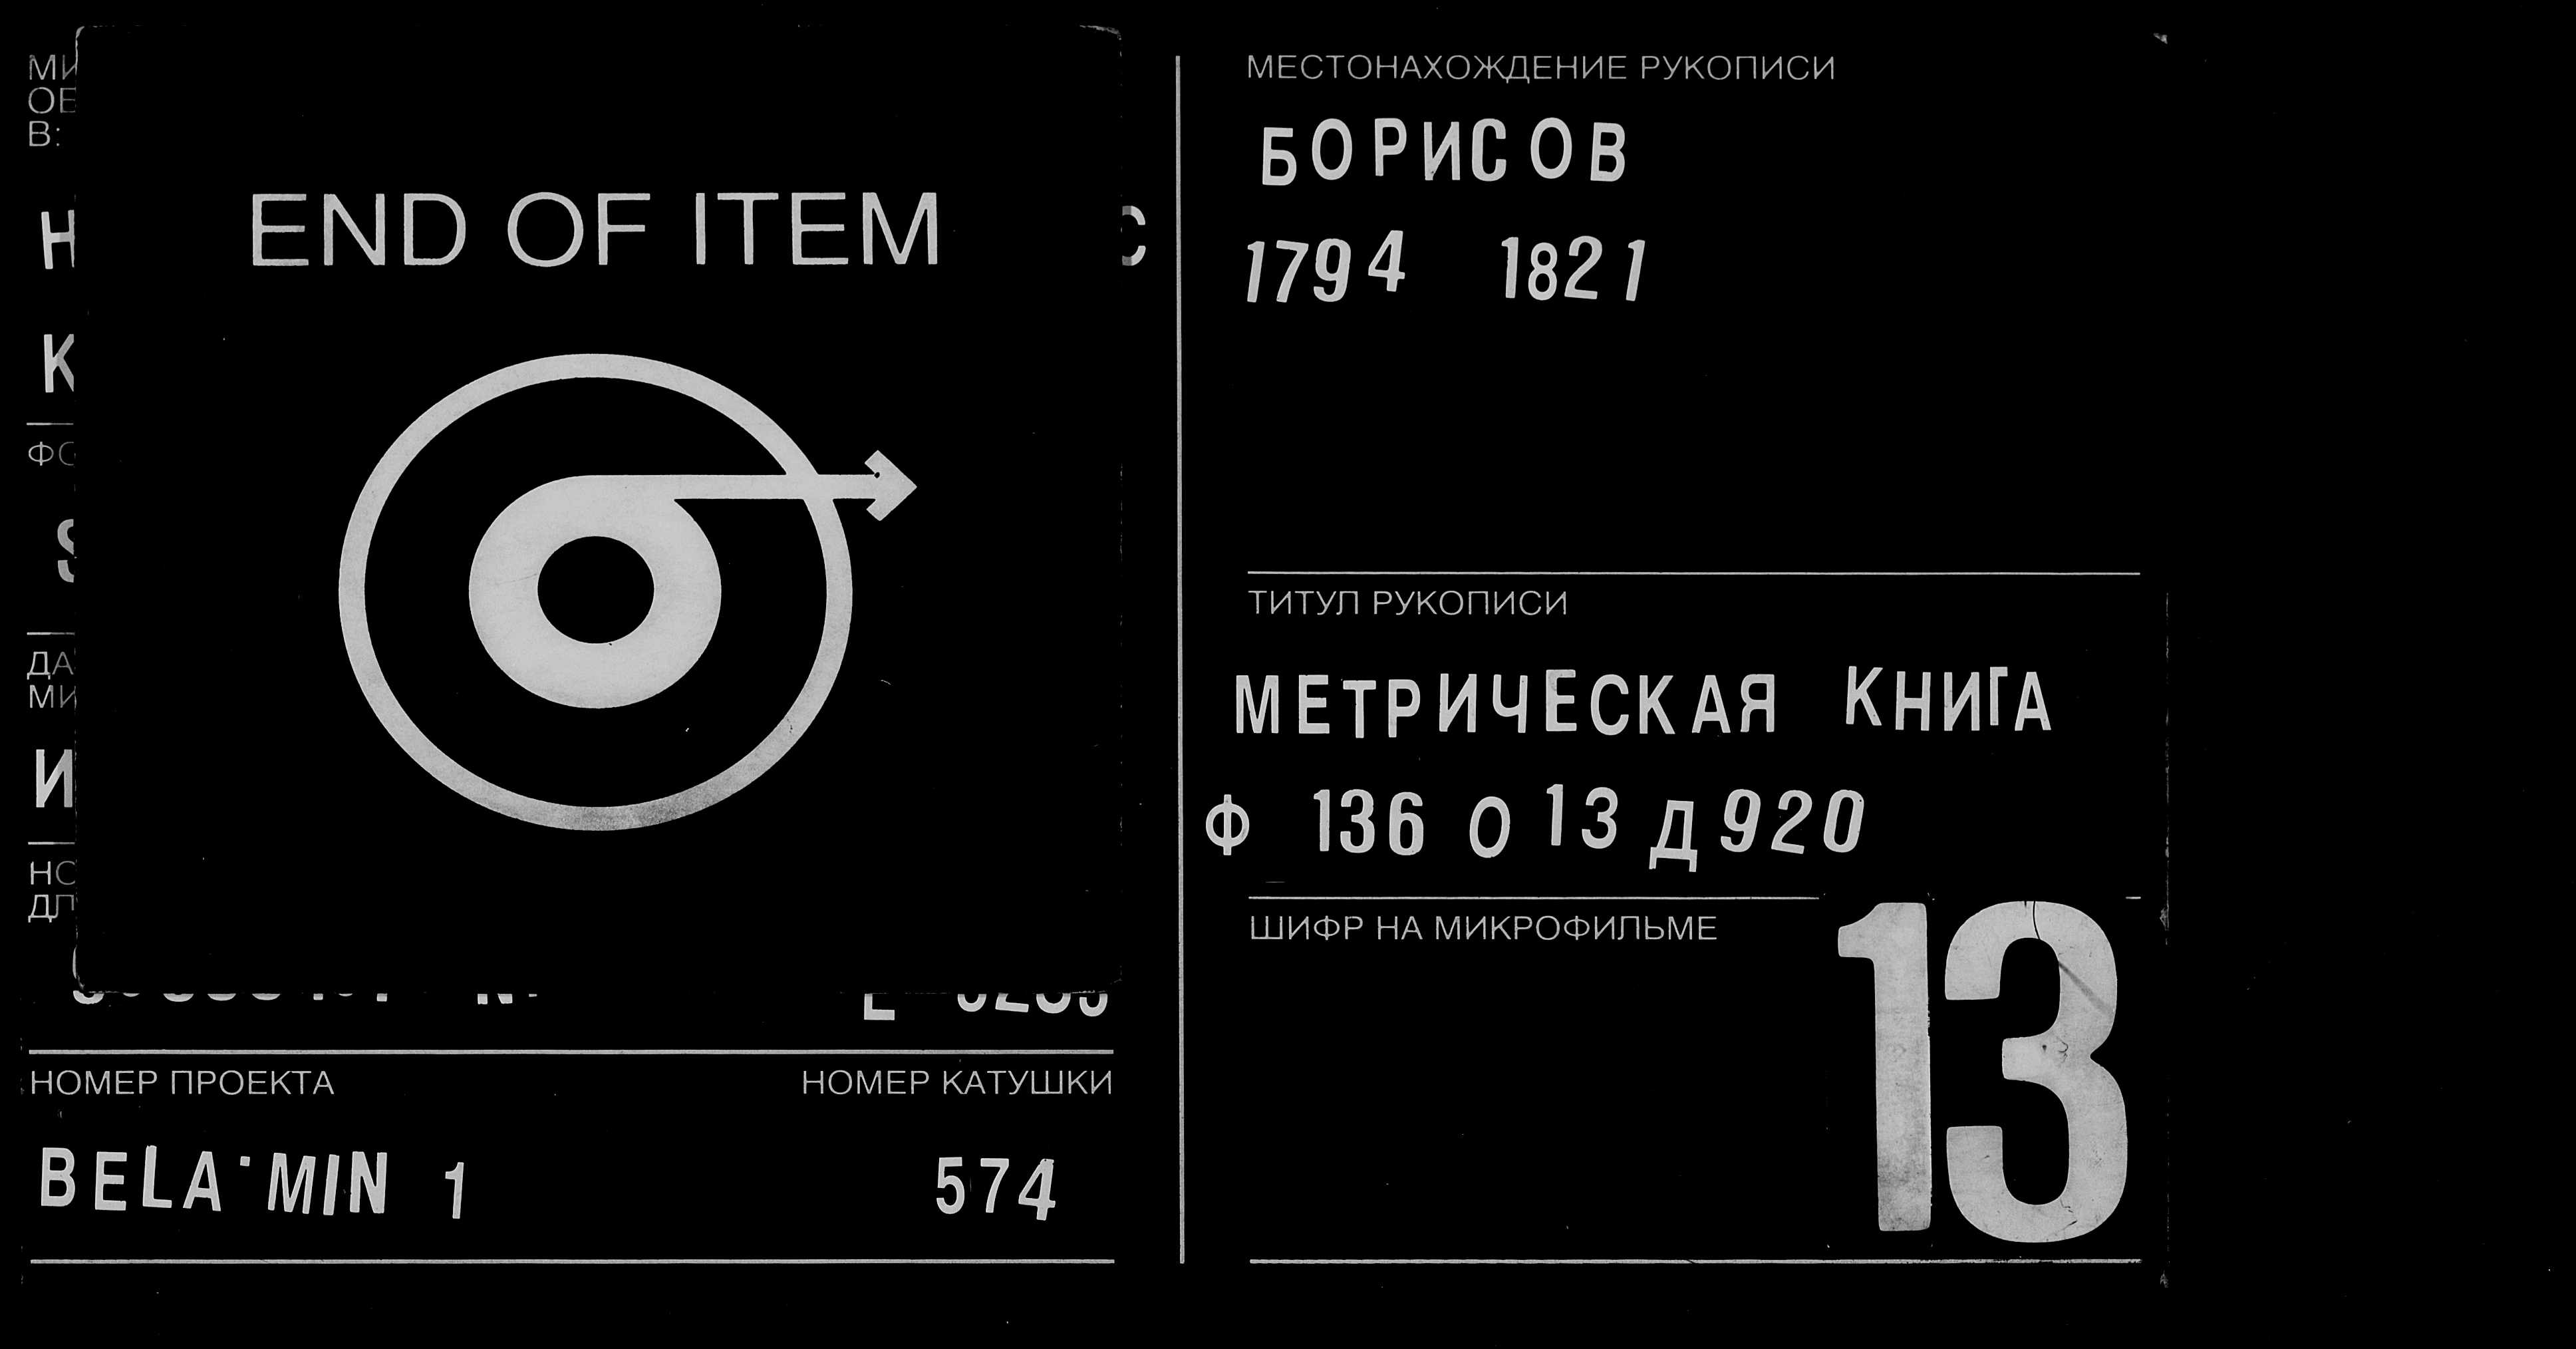 END OF ITEM
НОМЕР ПРОЕКТА
НОМЕР КАТУШКИ
BELA·MIN 1
574
МЕСТОНАХОЖДЕНИЕ РУКОПИСИ
БОРИСОВ
1794 1821
ТИТУЛ РУКОПИСИ
МЕТРИЧЕСКАЯ КНИГА
Ф 136 О 13 Д 920
ШИФР НА МИКРОФИЛЬМЕ
13